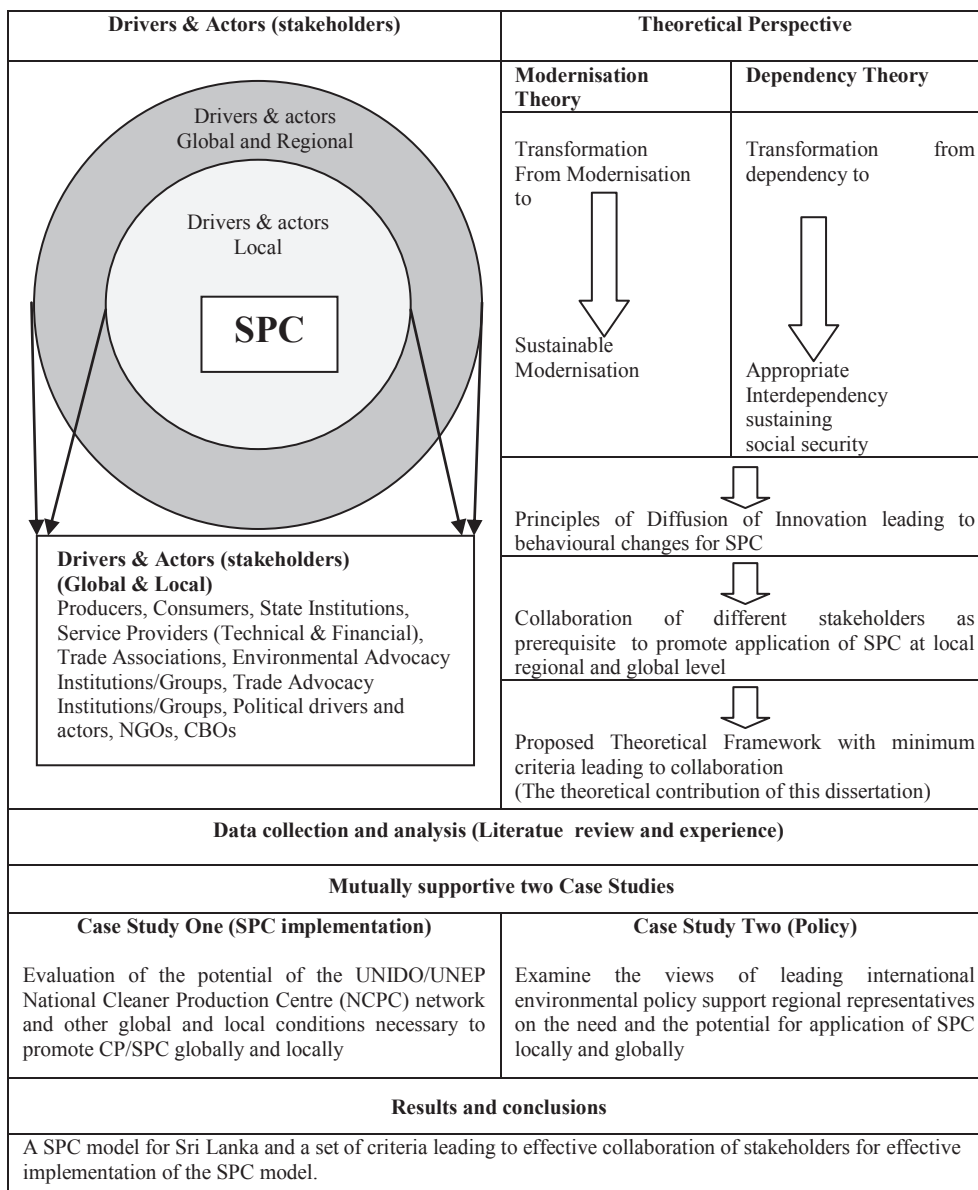 Drivers & Actors (stakeholders)
Theoretical Perspective
Drivers & actors
Global and Regional
Drivers & actors
Local
SPC
Drivers & Actors (stakeholders)
(Global & Local)
Producers, Consumers, State Institutions,
Service Providers (Technical & Financial),
Trade Associations, Environmental Advocacy
Institutions/Groups, Trade Advocacy
Institutions/Groups, Political drivers and
actors, NGOs, CBOs
Modernisation
Theory
Transformation
From Modernisation
to
Sustainable
Modernisation
Dependency Theory
Transformation from
dependency to
Appropriate
Interdependency
sustaining
social security
Principles of Diffusion of Innovation leading to
behavioural changes for SPC
Collaboration of different stakeholders as
prerequisite to promote application of SPC at local
regional and global level
Proposed Theoretical Framework with minimum
criteria leading to collaboration
(The theoretical contribution of this dissertation)
Data collection and analysis (Literatue review and experience)
Mutually supportive two Case Studies
Case Study One (SPC implementation)
Evaluation of the potential of the UNIDO/UNEP
National Cleaner Production Centre (NCPC) network
and other global and local conditions necessary to
promote CP/SPC globally and locally
Case Study Two (Policy)
Examine the views of leading international
environmental policy support regional representatives
on the need and the potential for application of SPC
locally and globally
Results and conclusions
A SPC model for Sri Lanka and a set of criteria leading to effective collaboration of stakeholders for effective
implementation of the SPC model.